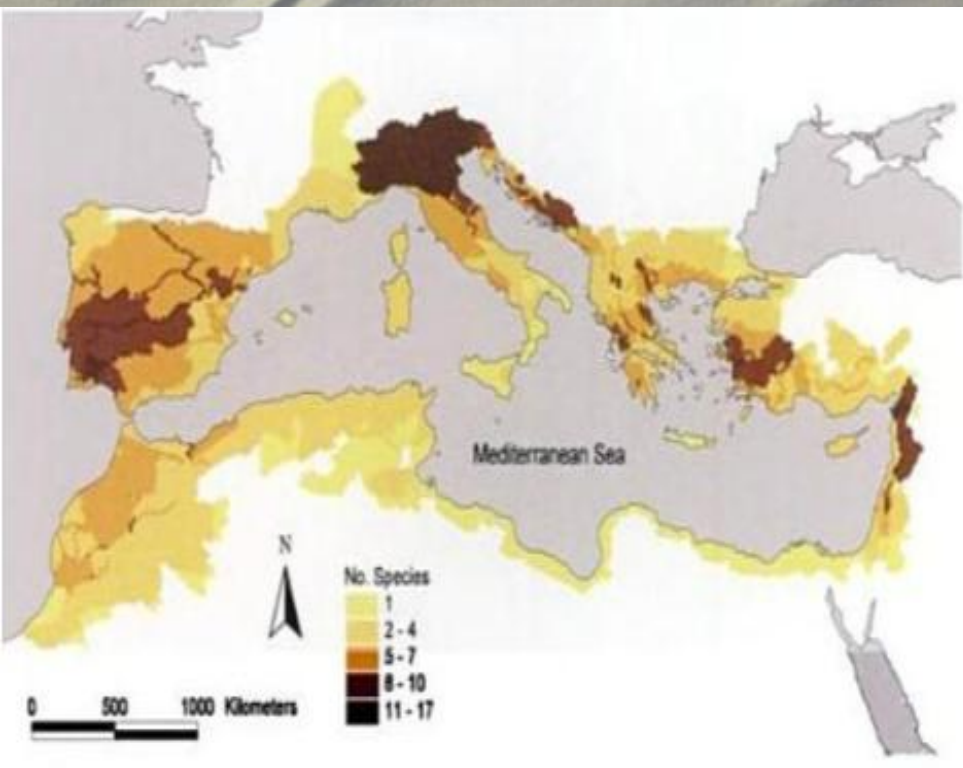 Mediterranean Sea
N
No. Species
1
2 - 4
5 - 7
8 - 10
11 - 17
0 500 1000 Kilometers